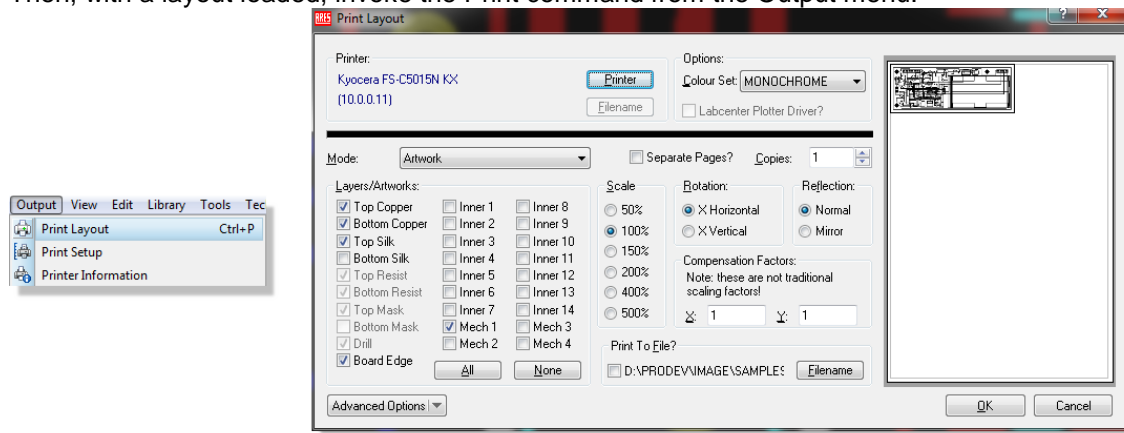 Then, with a layout loaded, invoke the Print command from the Output menu.
ARES Print Layout
? x
Output View Edit Library Tools Tec
Print Layout Ctrl+P
Print Setup
Printer Information
Printer:
Kyocera FS-C5015N KX
(10.0.0.11)
Printer
Filename
Options:
Colour Set: MONOCHROME
Labcenter Plotter Driver?
Mode: Artwork
Separate Pages? Copies: 1
Layers/Artworks:
Top Copper Inner 1 Inner 8
Bottom Copper Inner 2 Inner 9
Top Silk Inner 3 Inner 10
Bottom Silk Inner 4 Inner 11
Top Resist Inner 5 Inner 12
Bottom Resist Inner 6 Inner 13
Top Mask Inner 7 Inner 14
Bottom Mask Mech 1 Mech 3
Drill Mech 2 Mech 4
Board Edge
All None
Scale
50%
100%
150%
200%
400%
500%
Rotation:
X Horizontal
X Vertical
Reflection:
Normal
Mirror
Compensation Factors:
Note: these are not traditional
scaling factors!
X: 1 Y: 1
Print To File?
D:\PRODEV\IMAGE\SAMPLES Filename
Advanced Options
OK Cancel